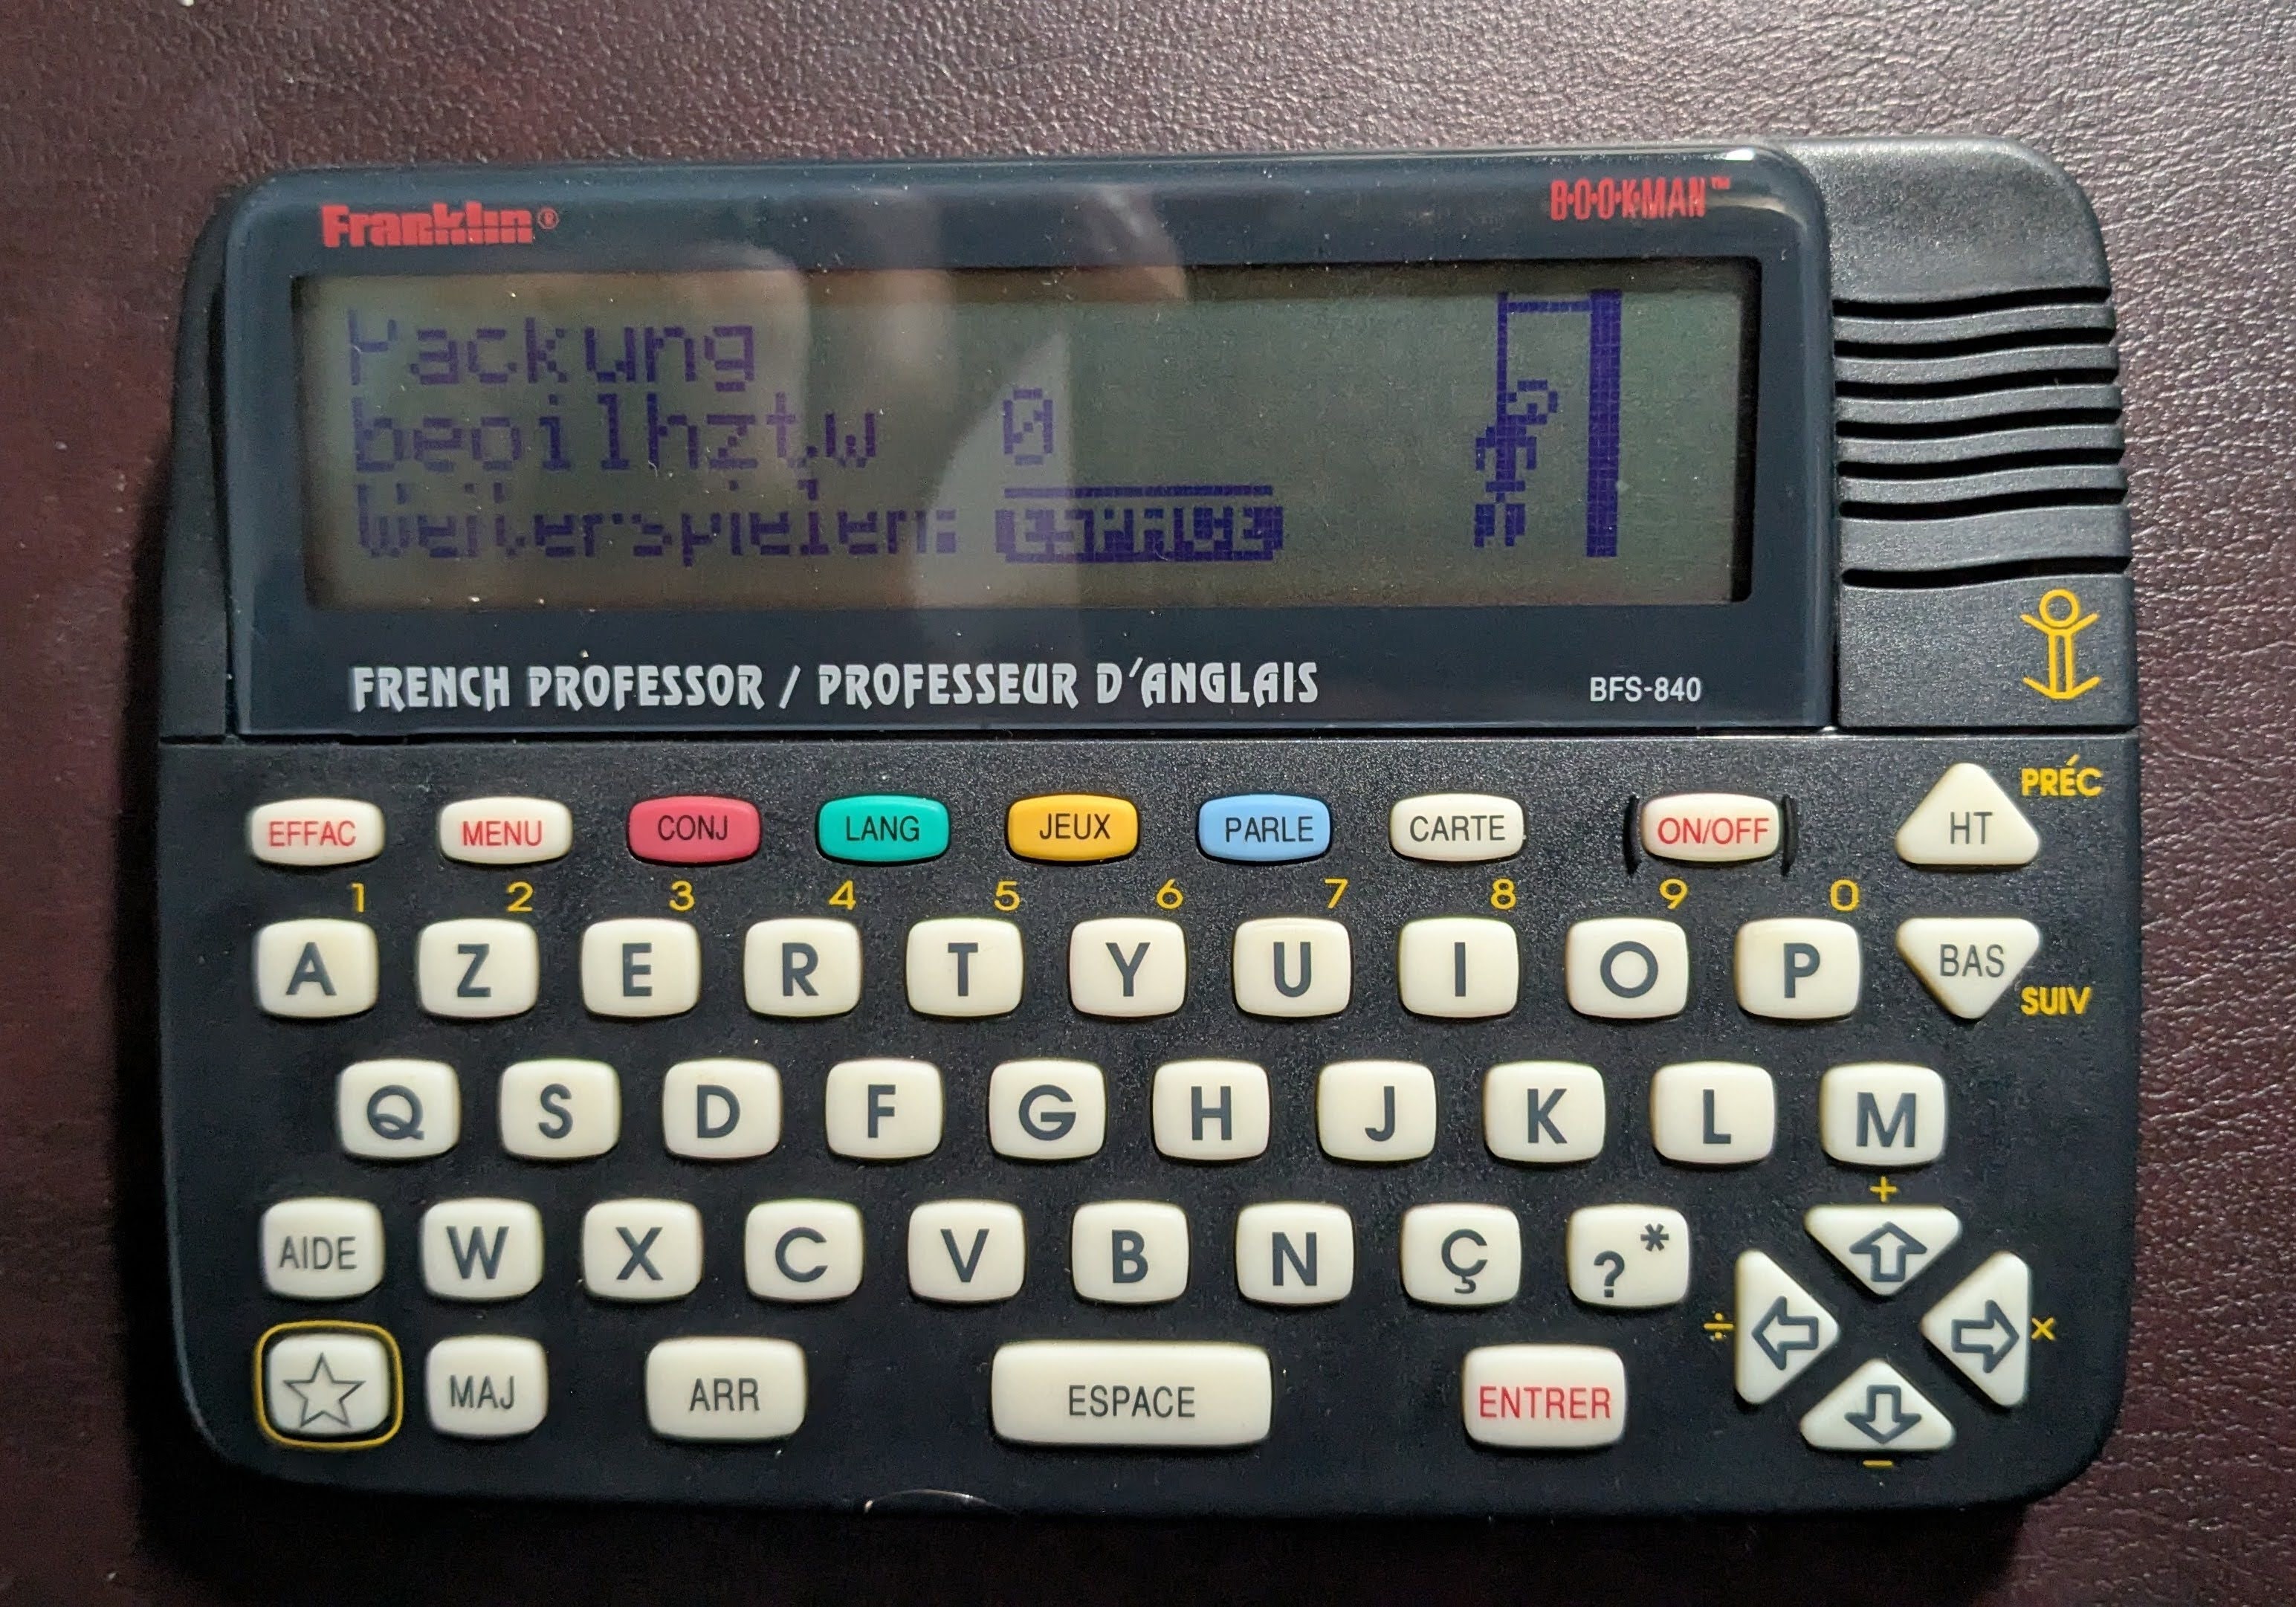 Franklin®
BOOKMAN™
Packung
beoilhztw 0
Weiterspielen: ESPACE
FRENCH PROFESSOR / PROFESSEUR D'ANGLAIS
BFS-840
EFFAC MENU CONJ LANG JEUX PARLE CARTE ON/OFF HT PRÉC
1 2 3 4 5 6 7 8 9 0
A Z E R T Y U I O P BAS SUIV
Q S D F G H J K L M
+
AIDE W X C V B N Ç ? *
÷ ×
MAJ ARR ESPACE ENTRER
-